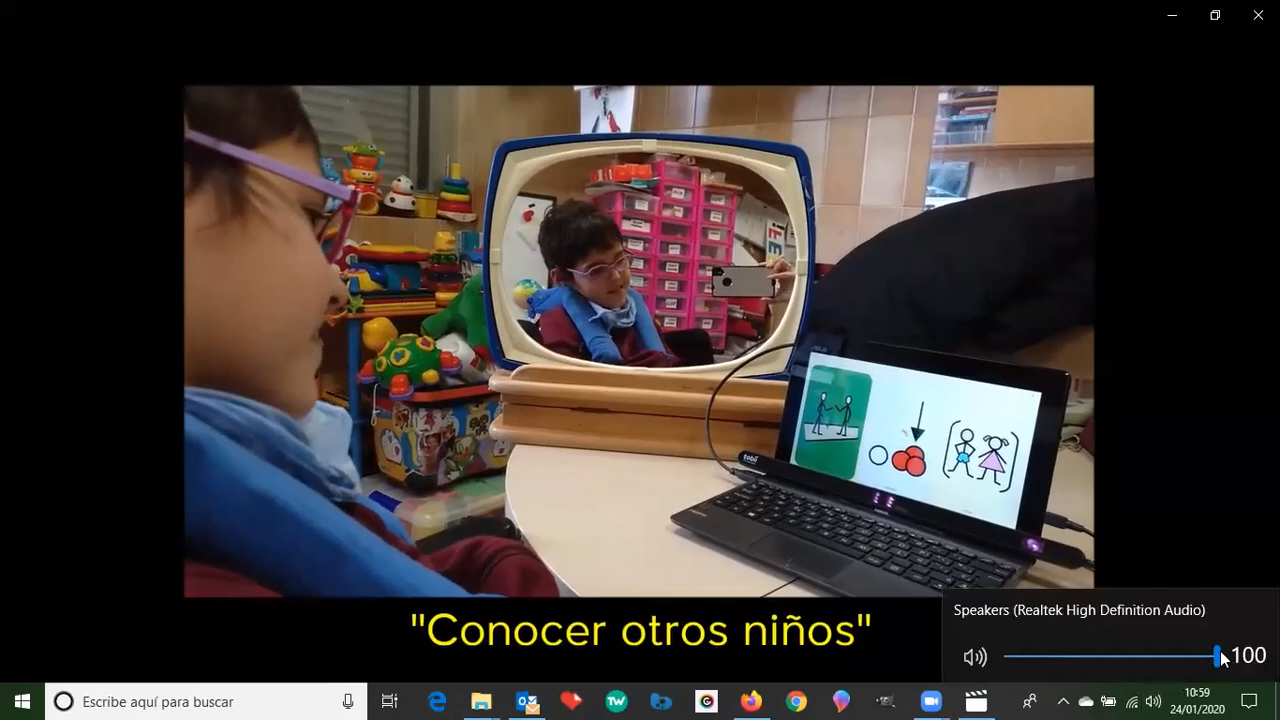 tobii
"Conocer otros niños"
Speakers (Realtek High Definition Audio)
100
Escribe aquí para buscar
TW
10:59
24/01/2020